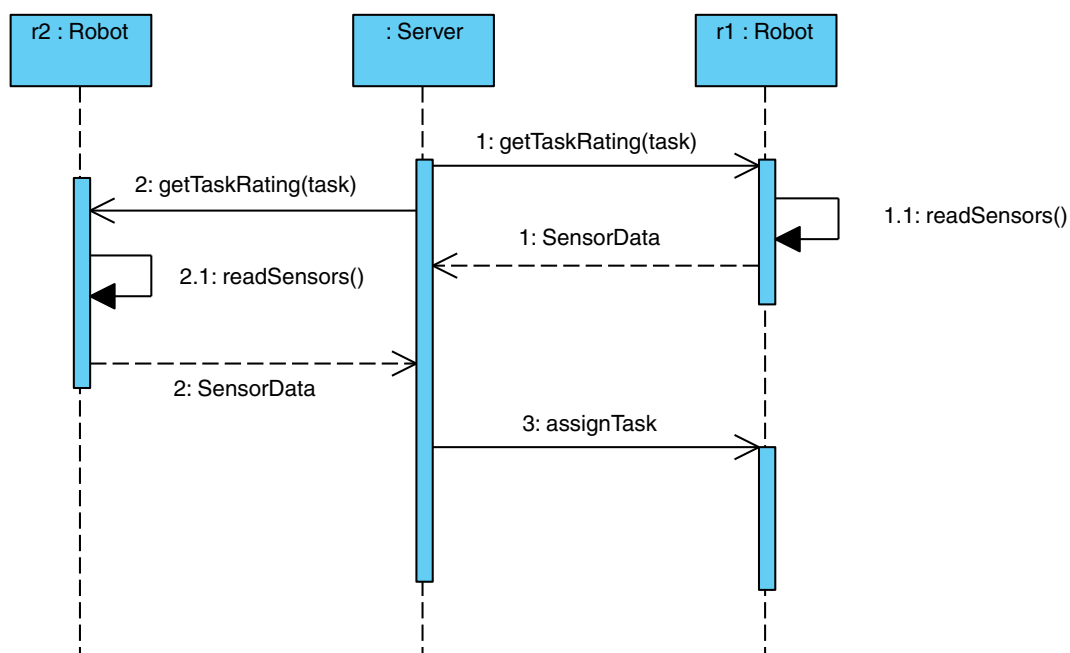 r2 : Robot
: Server
r1 : Robot
1: getTaskRating(task)
2: getTaskRating(task)
1.1: readSensors()
1: SensorData
2.1: readSensors()
2: SensorData
3: assignTask